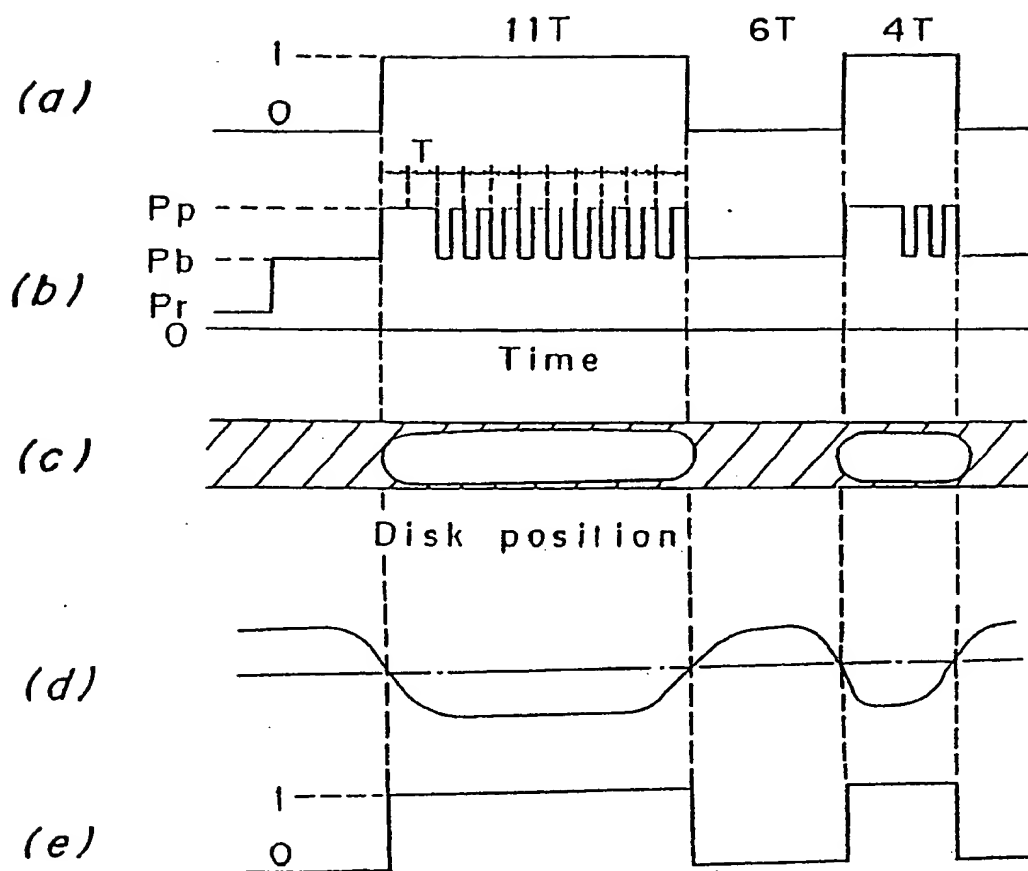 11T 6T 4T
1
(a)
0
T
Pp
Pb
(b)
Pr
0
Time
(c)
Disk position
(d)
1
(e)
0